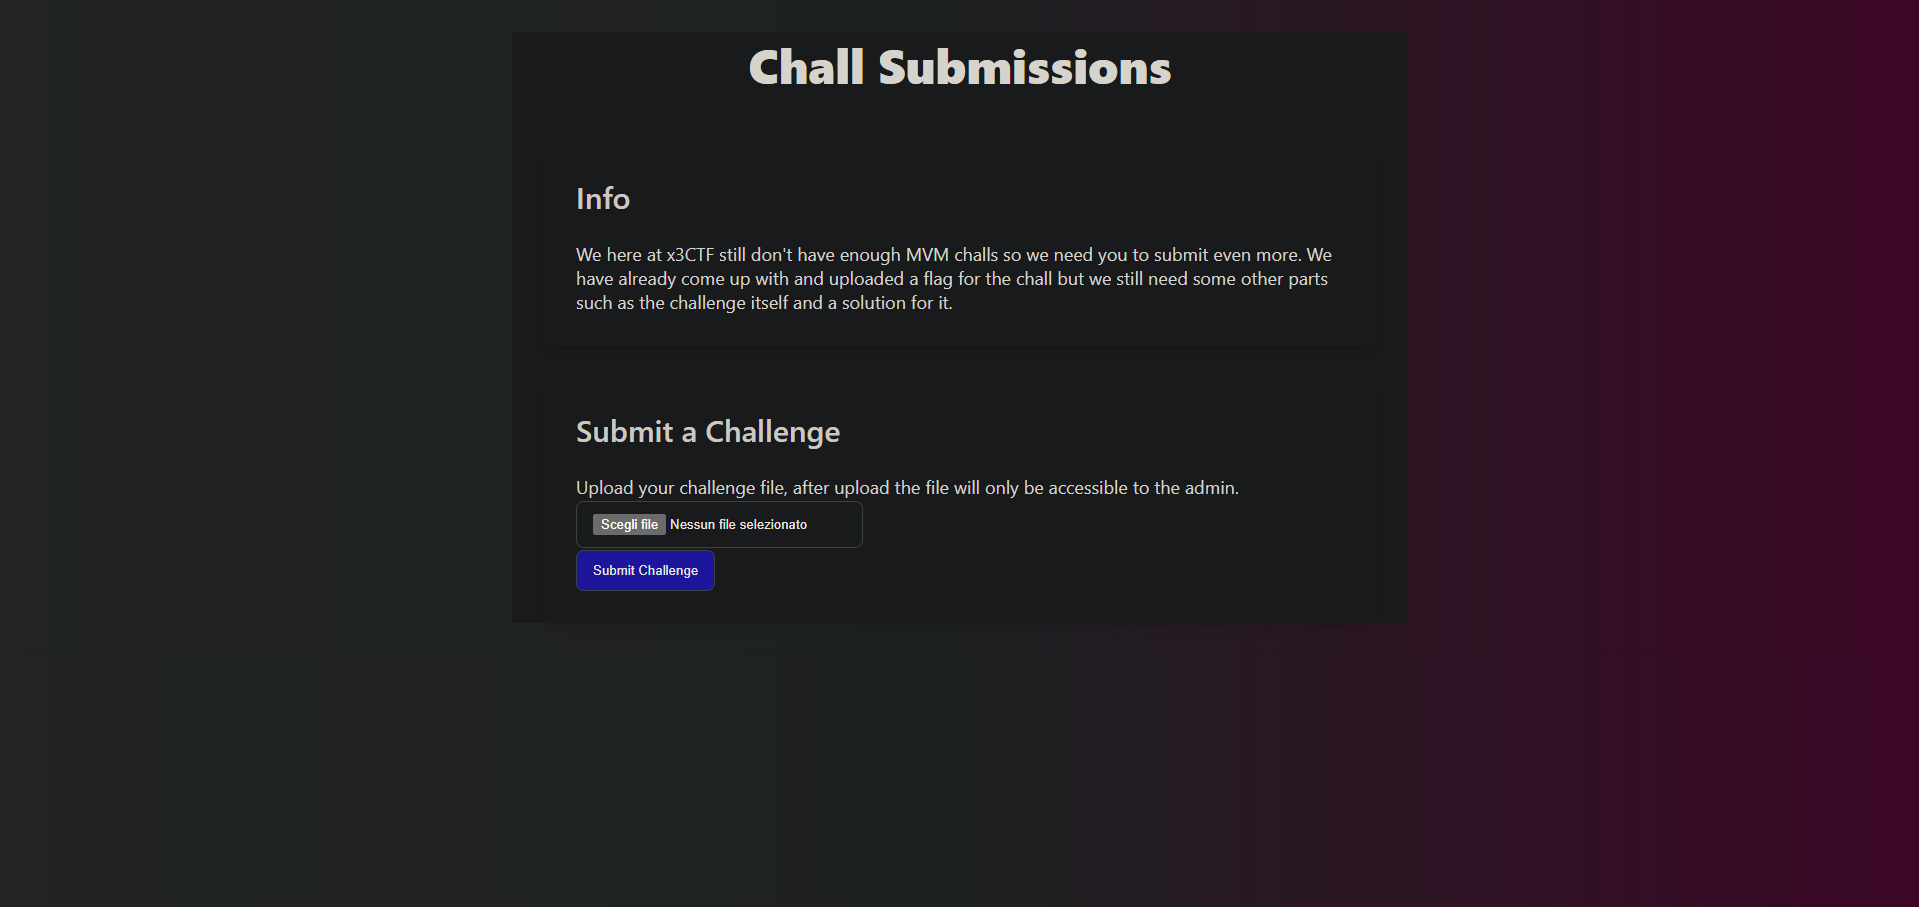 Chall Submissions
Info
We here at x3CTF still don't have enough MVM challs so we need you to submit even more. We
have already come up with and uploaded a flag for the chall but we still need some other parts
such as the challenge itself and a solution for it.
Submit a Challenge
Upload your challenge file, after upload the file will only be accessible to the admin.
Scegli file Nessun file selezionato
Submit Challenge